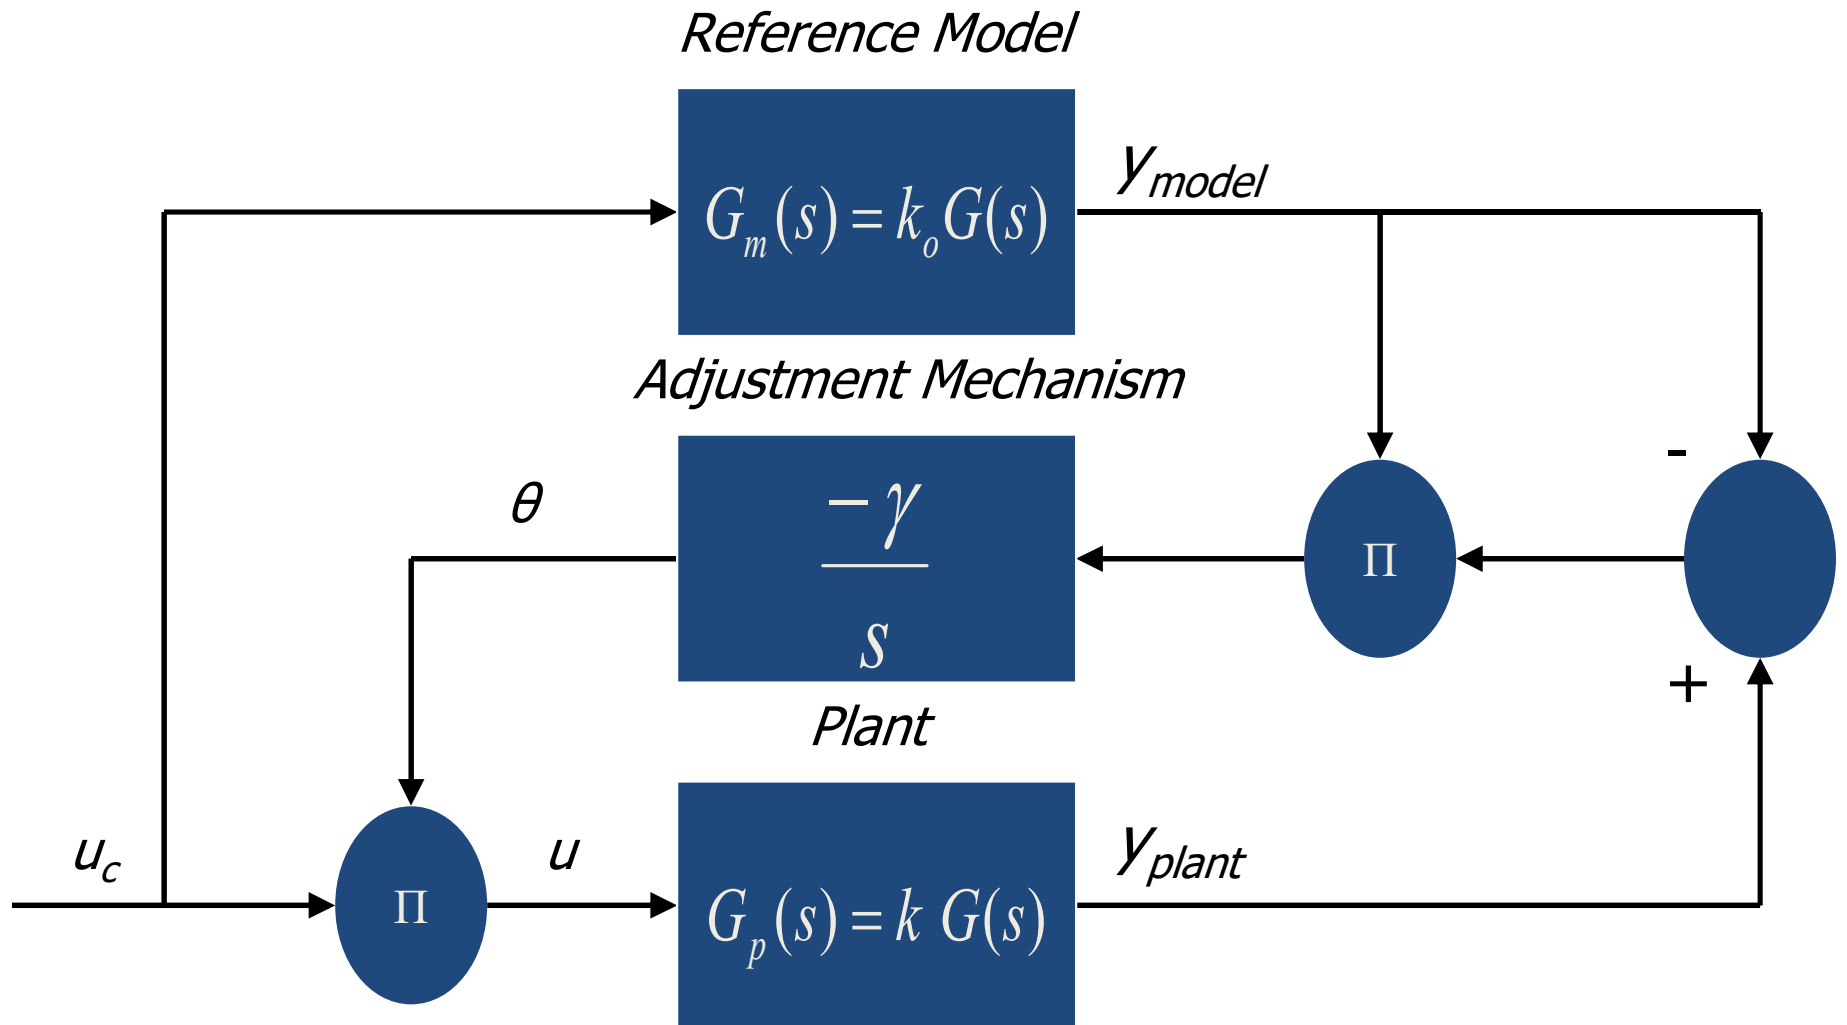 Reference Model
G_m(s) = k_o G(s)
y_model
Adjustment Mechanism
θ
-γ
s
Π
-
+
Plant
u_c
Π
u
G_p(s) = k G(s)
y_plant